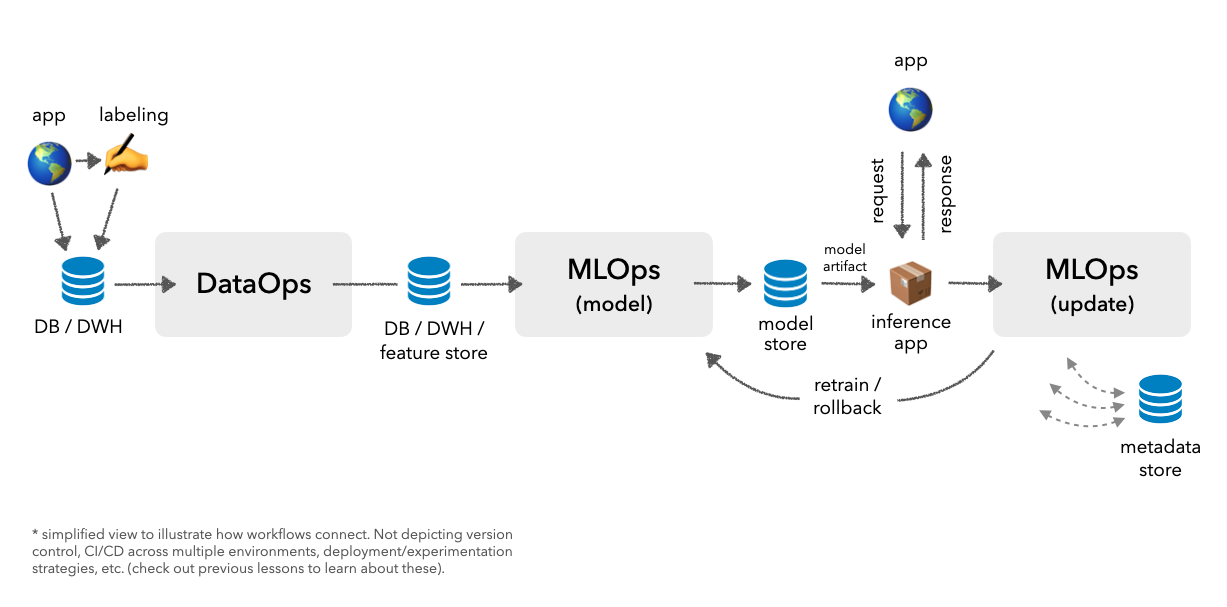 app
app
labeling
request
response
DataOps
MLOps
(model)
model
artifact
MLOps
(update)
DB / DWH
DB / DWH /
feature store
model
store
inference
app
retrain /
rollback
metadata
store
* simplified view to illustrate how workflows connect. Not depicting version
control, CI/CD across multiple environments, deployment/experimentation
strategies, etc. (check out previous lessons to learn about these).